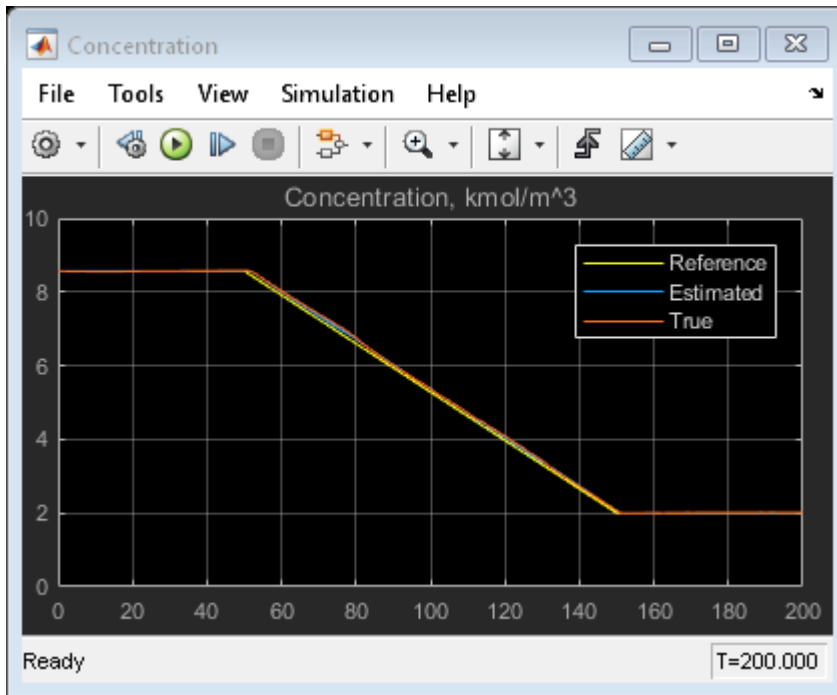 Concentration
File Tools View Simulation Help
Concentration, kmol/m^3
10
8
6
4
2
0
Reference
Estimated
True
0 20 40 60 80 100 120 140 160 180 200
Ready T=200.000